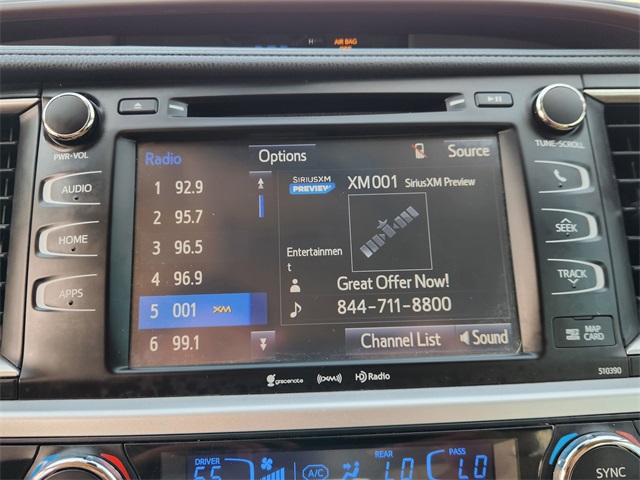 AIR BAG
OFF
PWR•VOL
TUNE•SCROLL
AUDIO
HOME
APPS
SEEK
TRACK
MAP CARD
510390
Radio
Options
Source
1 92.9
2 95.7
3 96.5
4 96.9
5 001 XM
6 99.1
SIRIUSXM
PREVIEW
XM001 SiriusXM Preview
Entertainmen
t
Great Offer Now!
844-711-8800
Channel List
Sound
gracenote
((XM))
HD Radio
DRIVER
55
A/C
REAR
LO
PASS
LO
SYNC